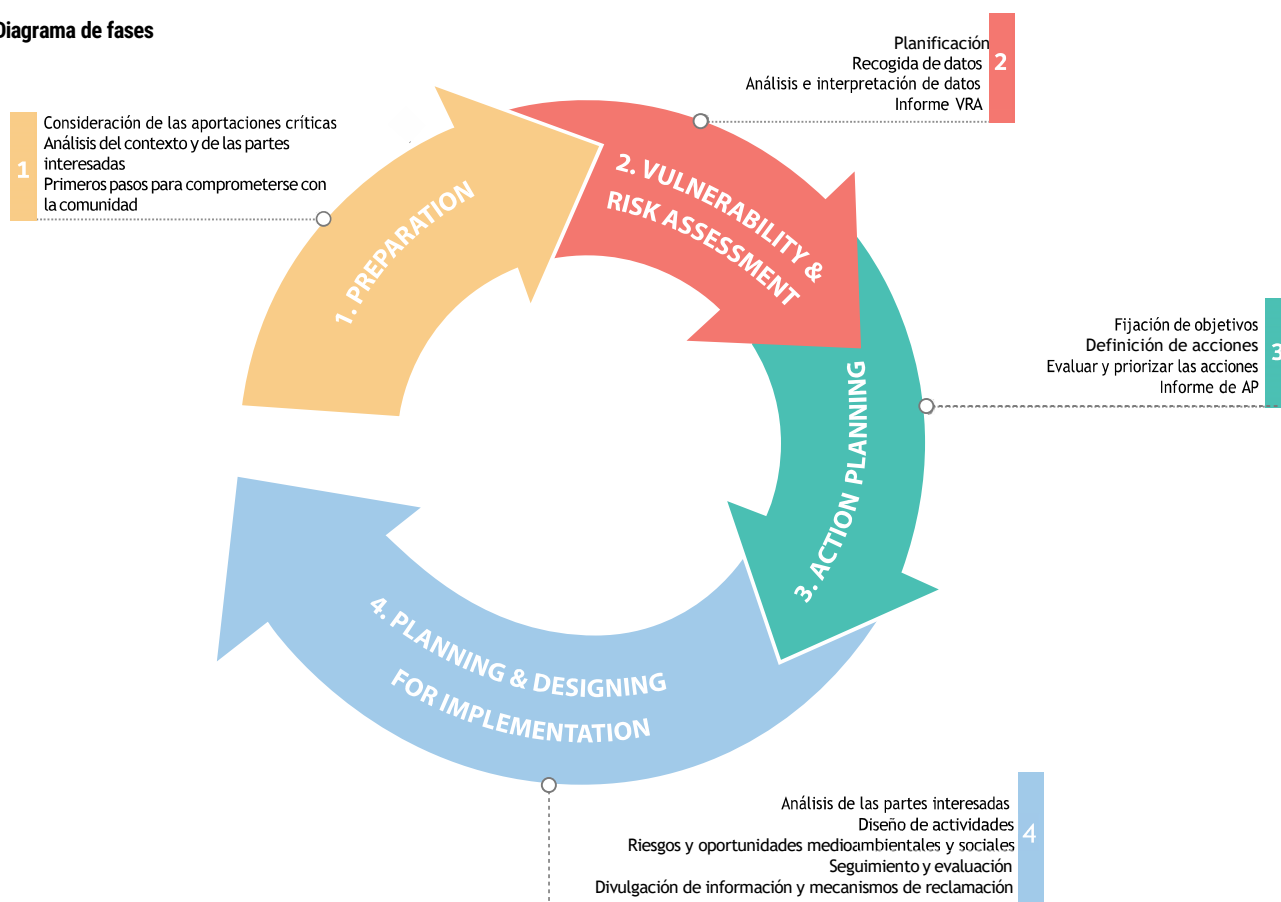 Diagrama de fases
1
Consideración de las aportaciones críticas
Análisis del contexto y de las partes
interesadas
Primeros pasos para comprometerse con
la comunidad
1. PREPARATION
2
Planificación
Recogida de datos
Análisis e interpretación de datos
Informe VRA
2. VULNERABILITY &
RISK ASSESSMENT
3
Fijación de objetivos
Definición de acciones
Evaluar y priorizar las acciones
Informe de AP
3. ACTION PLANNING
4. PLANNING & DESIGNING
FOR IMPLEMENTATION
4
Análisis de las partes interesadas
Diseño de actividades
Riesgos y oportunidades medioambientales y sociales
Seguimiento y evaluación
Divulgación de información y mecanismos de reclamación